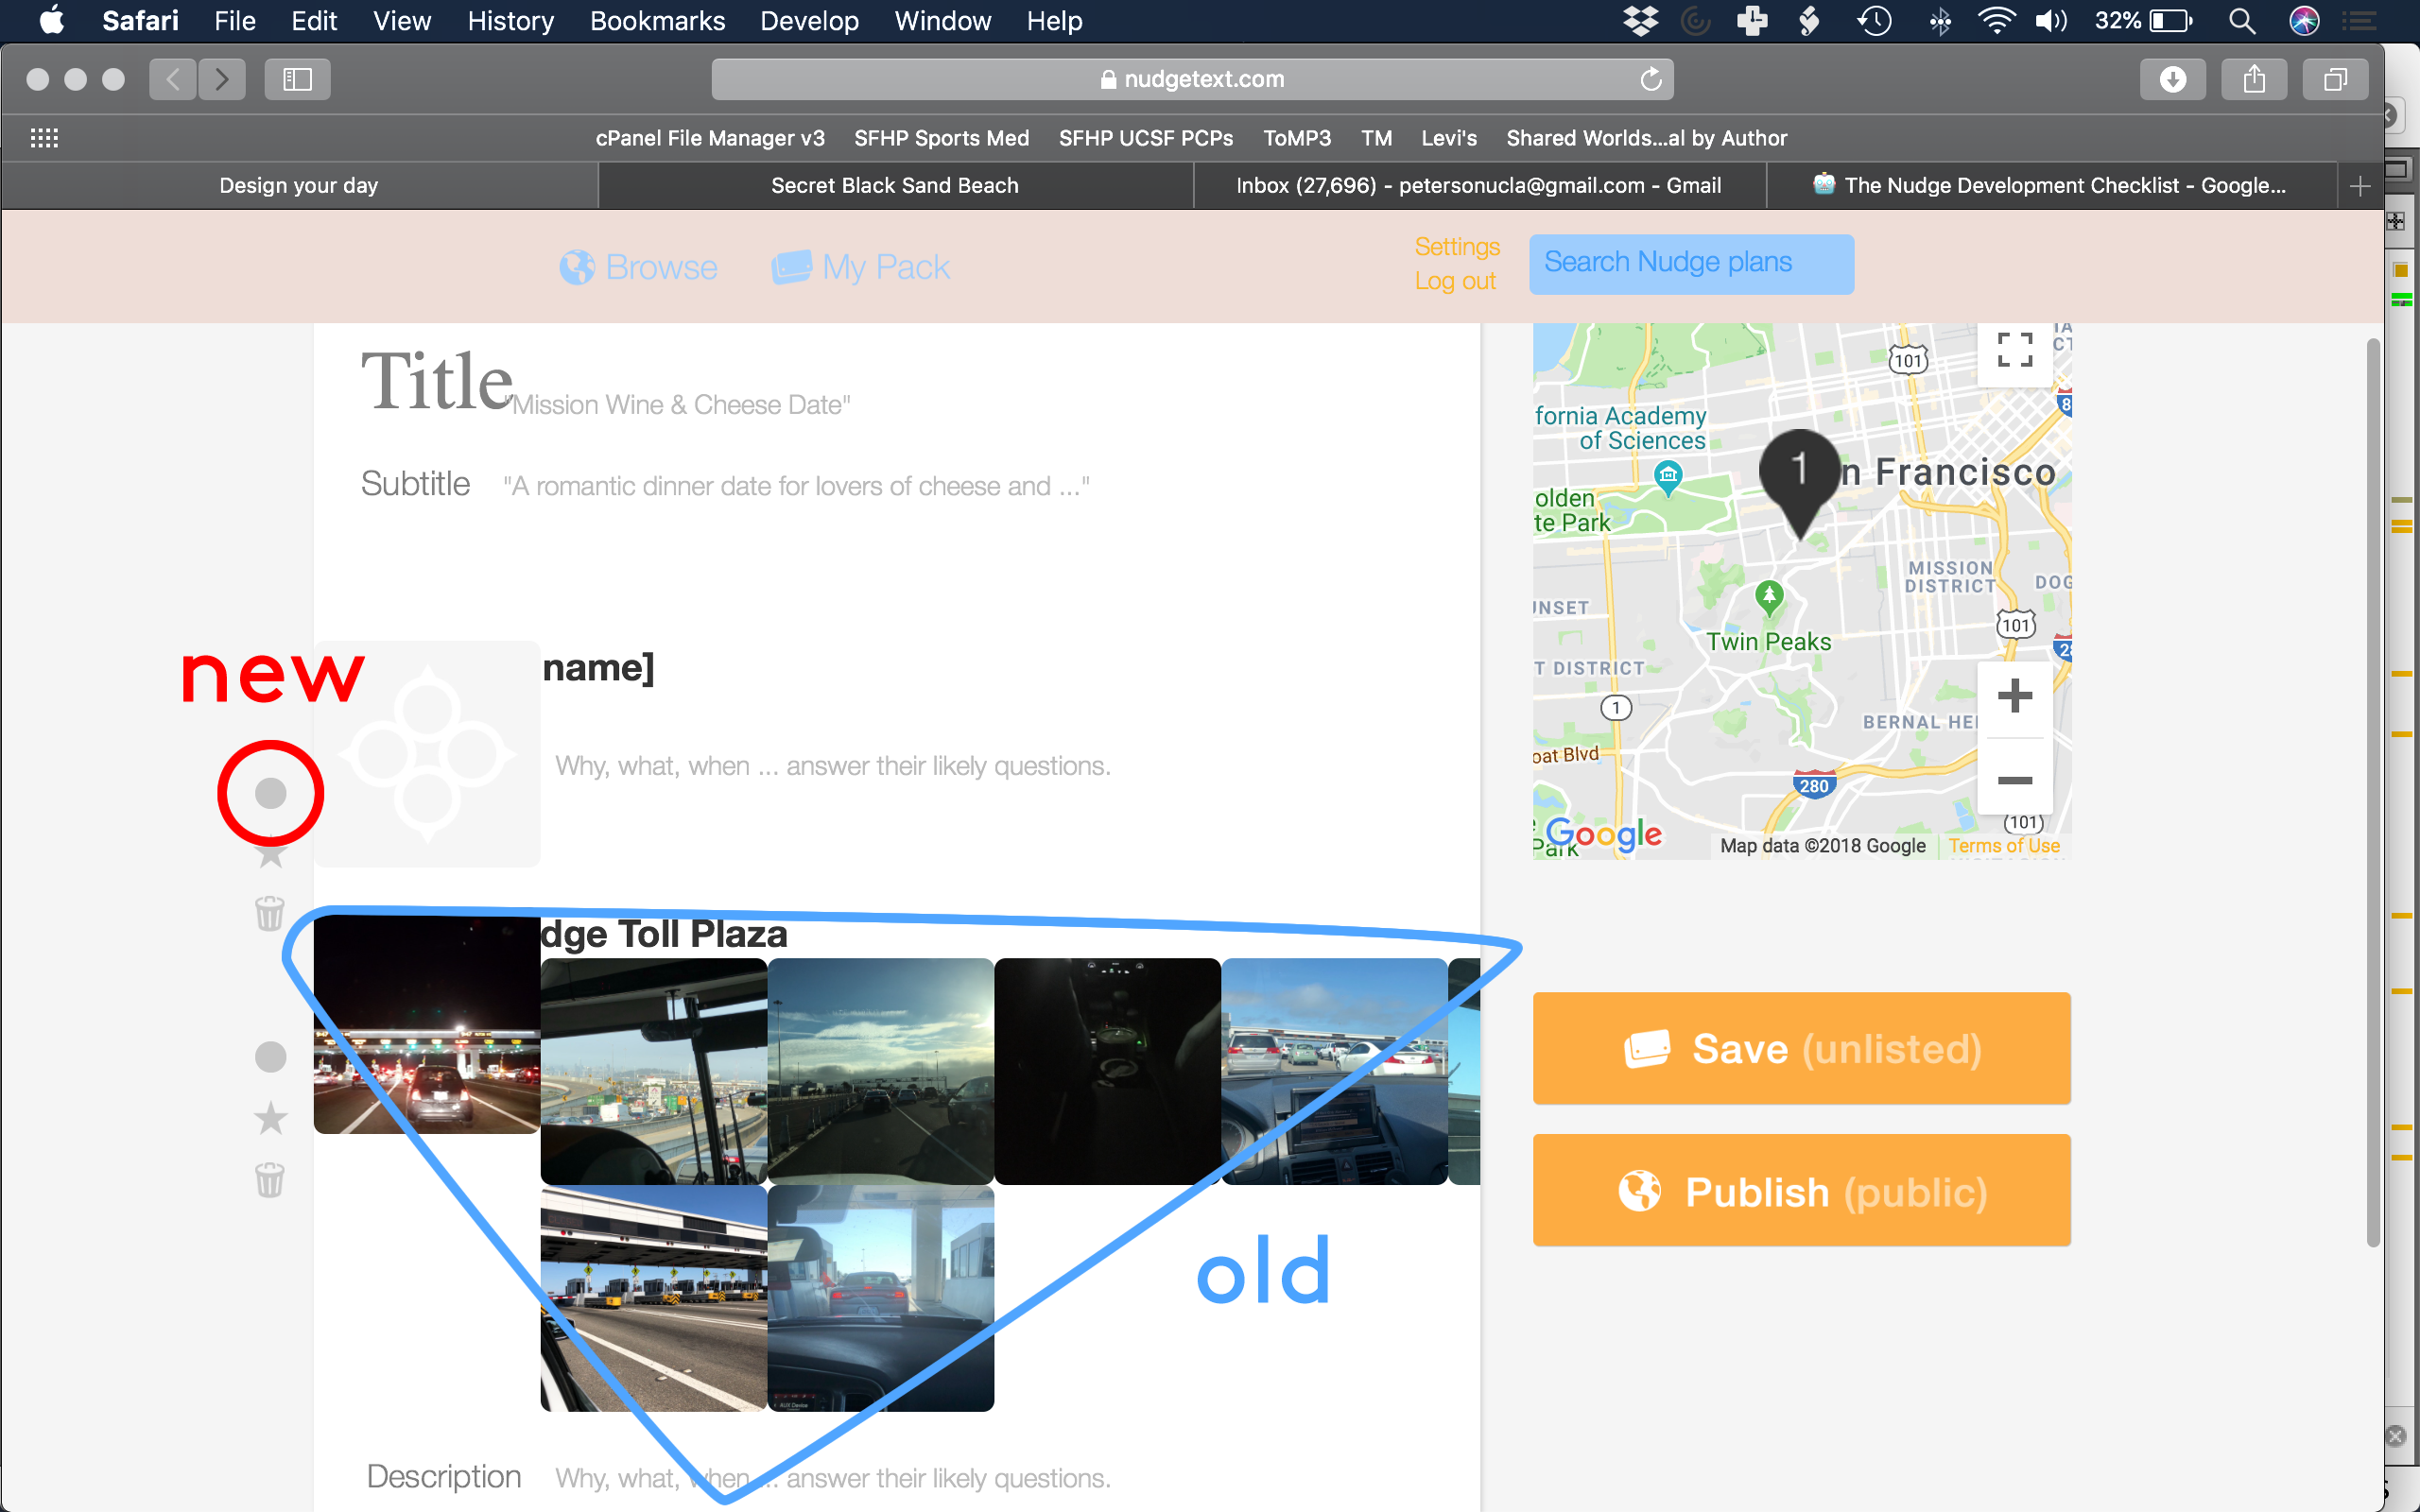 Safari File Edit View History Bookmarks Develop Window Help 32%
nudgetext.com
cPanel File Manager v3 SFHP Sports Med SFHP UCSF PCPs ToMP3 TM Levi's Shared Worlds...al by Author
Design your day Secret Black Sand Beach Inbox (27,696) - petersonucla@gmail.com - Gmail The Nudge Development Checklist - Google...
Browse My Pack Settings Search Nudge plans
Log out
Title "Mission Wine & Cheese Date"
Subtitle "A romantic dinner date for lovers of cheese and ..."
new
name]
Why, what, when ... answer their likely questions.
dge Toll Plaza
old
Description Why, what, when ... answer their likely questions.
101
fornia Academy
of Sciences
1
n Francisco
olden
te Park
MISSION
DISTRICT
DOG
UNSET
101
Twin Peaks
T DISTRICT
1
BERNAL HE
oat Blvd
280
101
Google
Park
Map data ©2018 Google Terms of Use
Save (unlisted)
Publish (public)